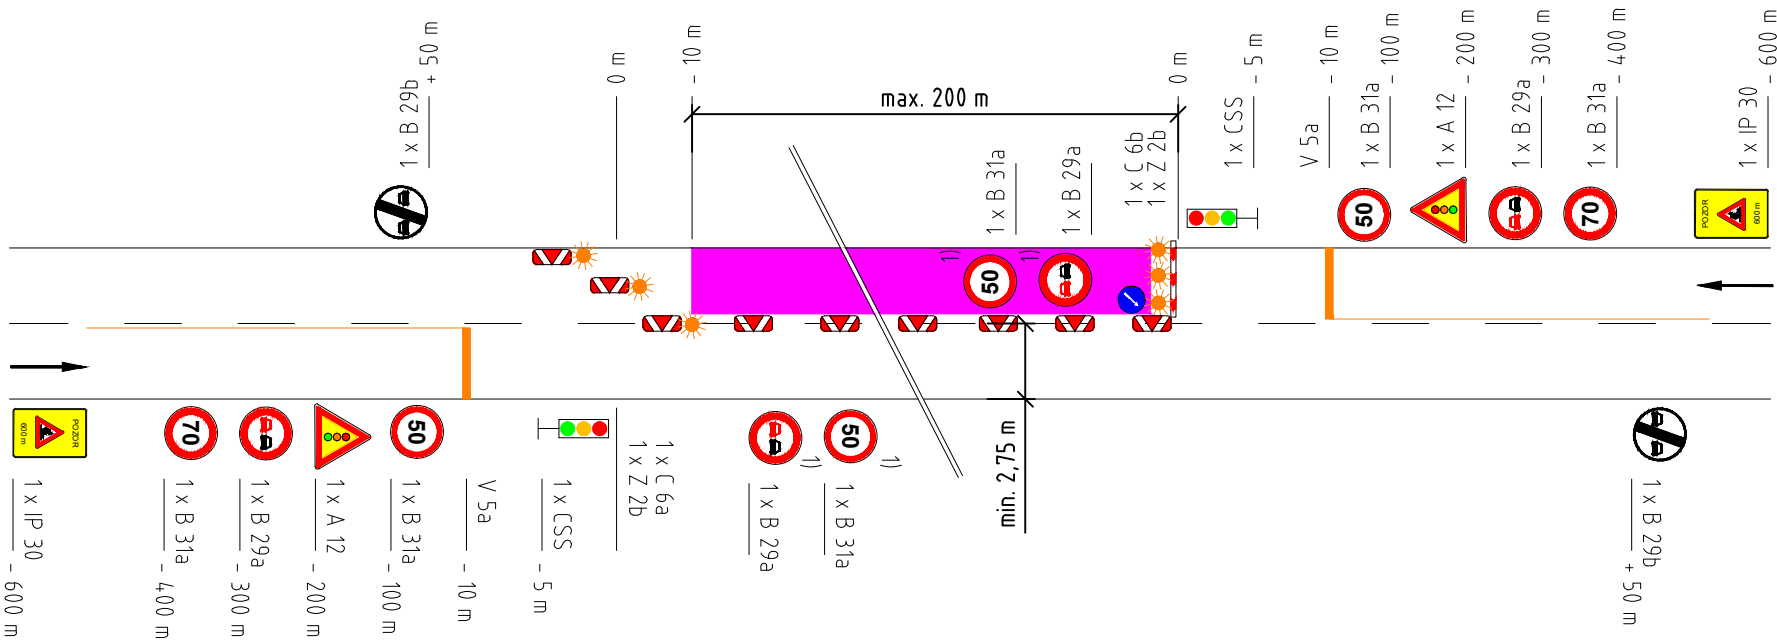 1 x B 29b
+ 50 m
0 m
- 10 m
max. 200 m
0 m
1 x B 31a
1 x B 29a
1 x C 6b
1 x Z 2b
1 x CSS
- 5 m
V 5a
- 10 m
1 x B 31a
- 100 m
1 x A 12
- 200 m
1 x B 29a
- 300 m
1 x B 31a
- 400 m
1 x IP 30
- 600 m
50
70
POZOR
600 m
1)
50
1)
POZOR
600 m
70
50
50
1)
1)
min. 2,75 m
1 x IP 30
- 600 m
1 x B 31a
- 400 m
1 x B 29a
- 300 m
1 x A 12
- 200 m
1 x B 31a
- 100 m
V 5a
- 10 m
1 x CSS
- 5 m
1 x C 6a
1 x Z 2b
1 x B 29a
1 x B 31a
1 x B 29b
+ 50 m